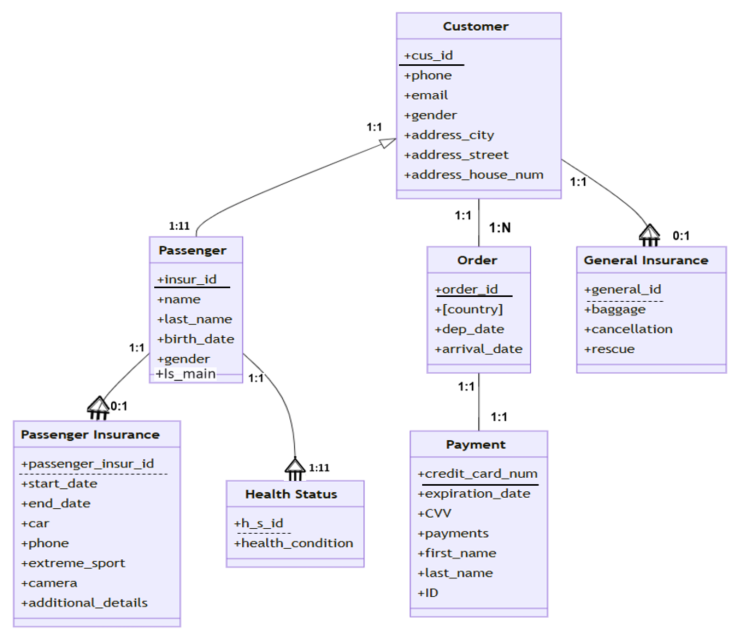 Customer
+cus_id
+phone
+email
+gender
+address_city
+address_street
+address_house_num
1:1
1:11
1:1
1:N
1:1
0:1
Passenger
+insur_id
+name
+last_name
+birth_date
+gender
+Is_main
Order
+order_id
+[country]
+dep_date
+arrival_date
General Insurance
+general_id
+baggage
+cancellation
+rescue
1:1
0:1
1:1
1:11
1:1
1:1
Passenger Insurance
+passenger_insur_id
+start_date
+end_date
+car
+phone
+extreme_sport
+camera
+additional_details
Health Status
+h_s_id
+health_condition
Payment
+credit_card_num
+expiration_date
+CVV
+payments
+first_name
+last_name
+ID